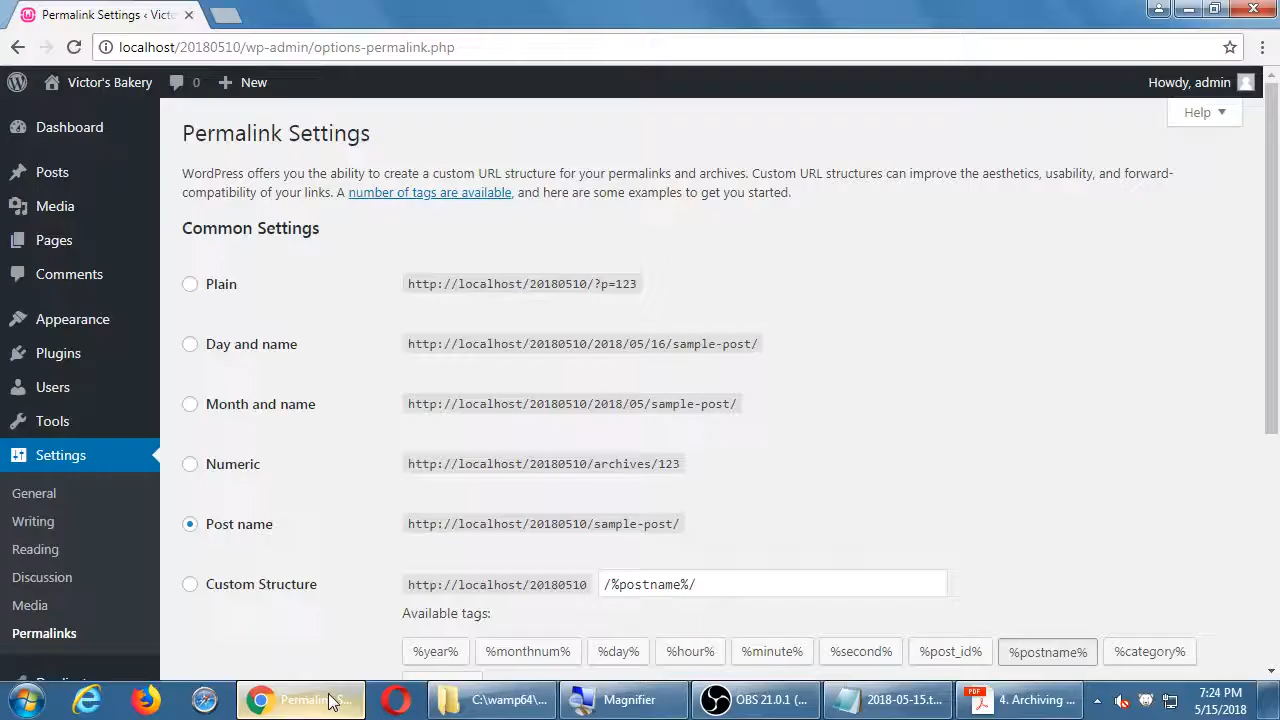 Permalink Settings ‹ Victo
localhost/20180510/wp-admin/options-permalink.php
Victor's Bakery 0 New Howdy, admin
Help
Dashboard
Posts
Media
Pages
Comments
Appearance
Plugins
Users
Tools
Settings
General
Writing
Reading
Discussion
Media
Permalinks
Permalink Settings
WordPress offers you the ability to create a custom URL structure for your permalinks and archives. Custom URL structures can improve the aesthetics, usability, and forward-
compatibility of your links. A number of tags are available, and here are some examples to get you started.
Common Settings
Plain http://localhost/20180510/?p=123
Day and name http://localhost/20180510/2018/05/16/sample-post/
Month and name http://localhost/20180510/2018/05/sample-post/
Numeric http://localhost/20180510/archives/123
Post name http://localhost/20180510/sample-post/
Custom Structure http://localhost/20180510 /%postname%/
Available tags:
%year% %monthnum% %day% %hour% %minute% %second% %post_id% %postname% %category%
Permalink S... C:\wamp64\... Magnifier OBS 21.0.1 (... 2018-05-15.t... PDF 4. Archiving ... 7:24 PM
5/15/2018